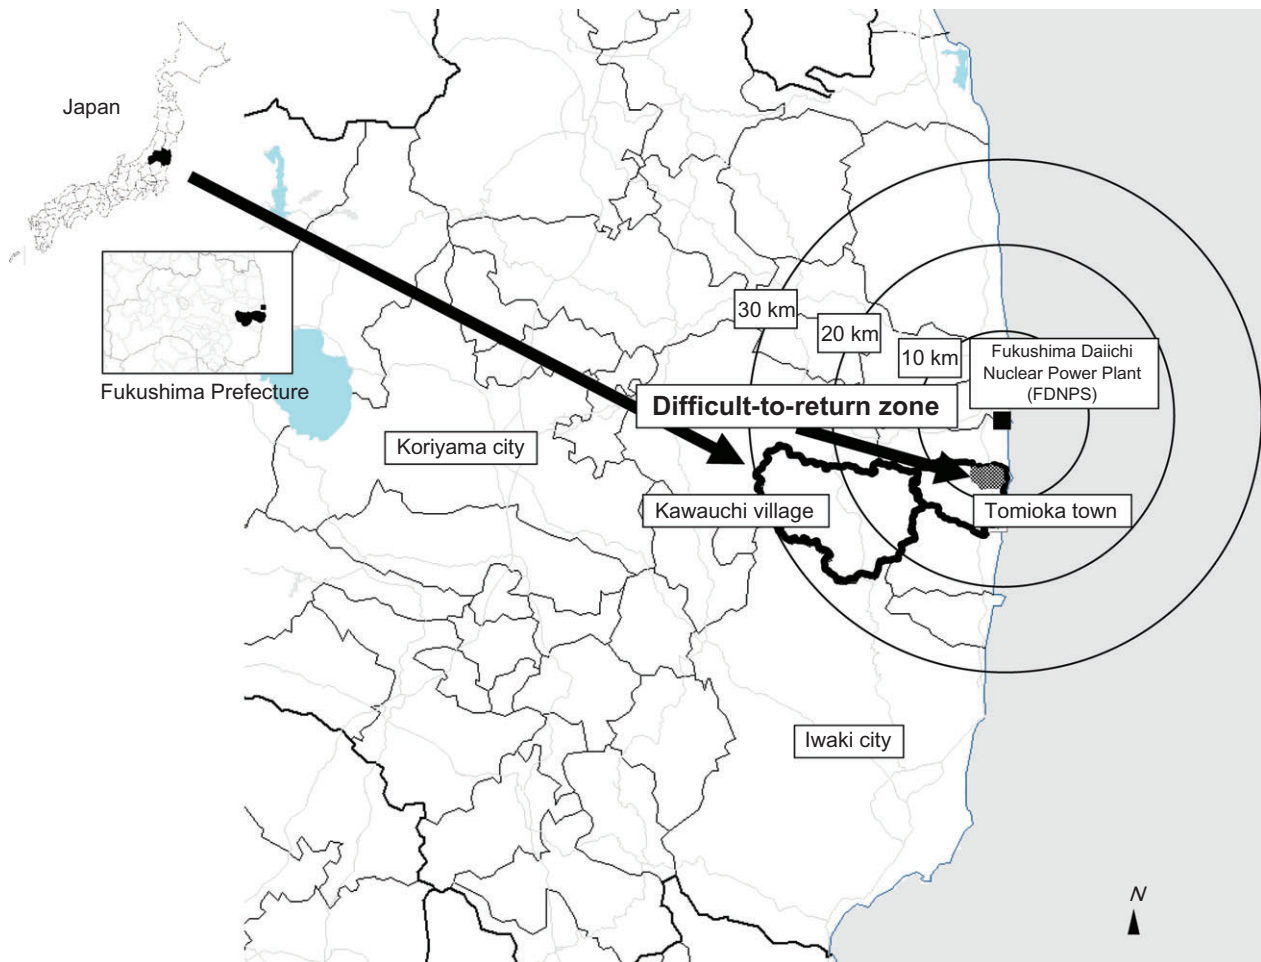 Japan
Fukushima Prefecture
30 km
20 km
10 km
Fukushima Daiichi
Nuclear Power Plant
(FDNPS)
Difficult-to-return zone
Koriyama city
Kawauchi village
Tomioka town
Iwaki city
N